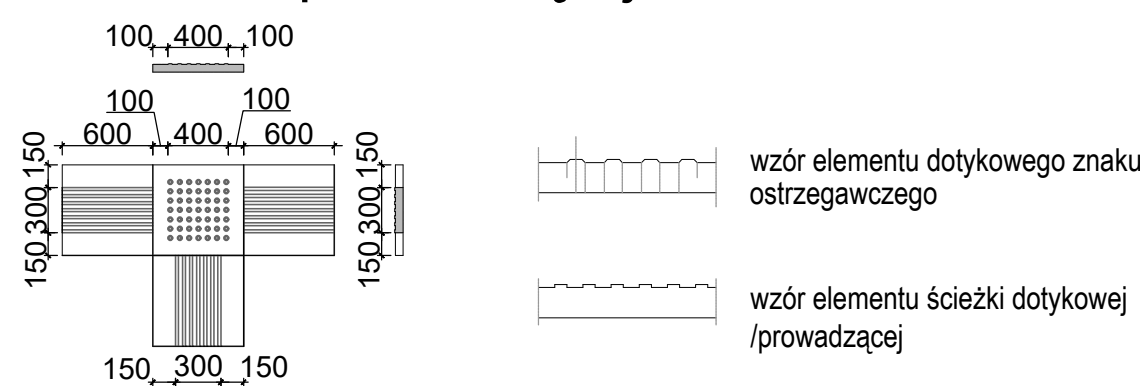 100 400 100
100 100
600 400 600
150 300 150
150 300 150
150 300 150
wzór elementu dotykowego znaku
ostrzegawczego
wzór elementu ścieżki dotykowej
/prowadzącej